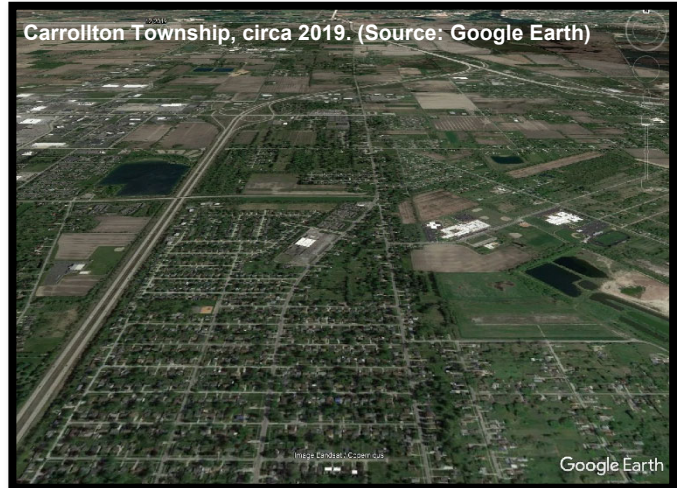 Carrollton Township, circa 2019. (Source: Google Earth)
Image Landsat / Copernicus
Google Earth